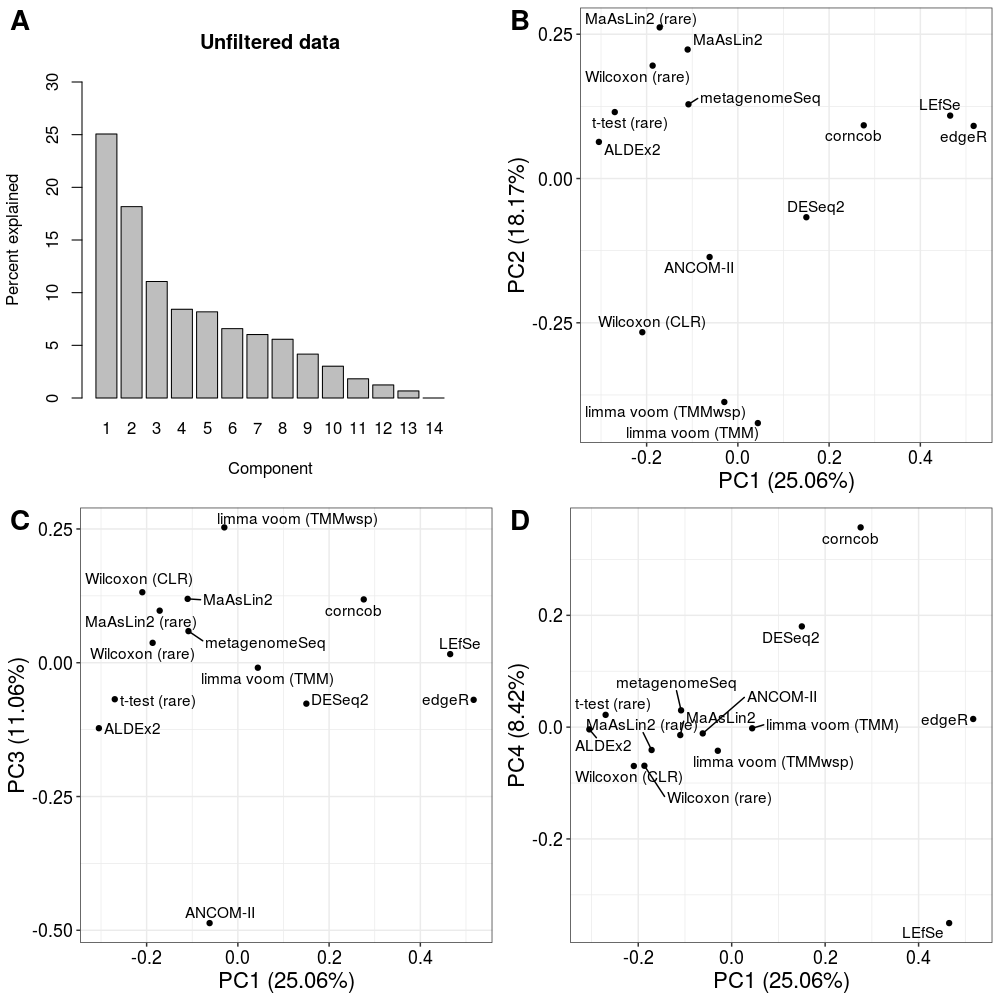 A
Unfiltered data
Percent explained
30
25
20
15
10
5
0
1 2 3 4 5 6 7 8 9 10 11 12 13 14
Component
B
PC2 (18.17%)
0.25
0.00
-0.25
MaAsLin2 (rare)
MaAsLin2
Wilcoxon (rare)
metagenomeSeq
LEfSe
t-test (rare)
corncob
edgeR
ALDEx2
DESeq2
ANCOM-II
Wilcoxon (CLR)
limma voom (TMMwsp)
limma voom (TMM)
-0.2 0.0 0.2 0.4
PC1 (25.06%)
C
PC3 (11.06%)
0.25
0.00
-0.25
-0.50
limma voom (TMMwsp)
Wilcoxon (CLR)
MaAsLin2
corncob
MaAsLin2 (rare)
metagenomeSeq
LEfSe
Wilcoxon (rare)
limma voom (TMM)
t-test (rare)
DESeq2
edgeR
ALDEx2
ANCOM-II
-0.2 0.0 0.2 0.4
PC1 (25.06%)
D
PC4 (8.42%)
0.2
0.0
-0.2
corncob
DESeq2
metagenomeSeq
ANCOM-II
t-test (rare)
MaAsLin2
edgeR
MaAsLin2 (rare)
limma voom (TMM)
ALDEx2
limma voom (TMMwsp)
Wilcoxon (CLR)
Wilcoxon (rare)
LEfSe
-0.2 0.0 0.2 0.4
PC1 (25.06%)